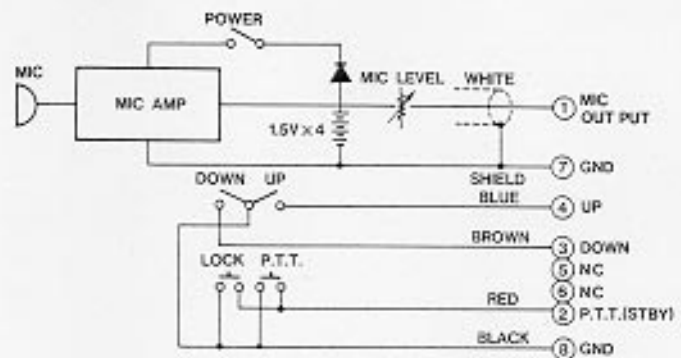 POWER
MIC
MIC AMP
MIC LEVEL
WHITE
1 MIC
OUT PUT
1.5V × 4
7 GND
SHIELD
DOWN UP
BLUE
4 UP
BROWN
3 DOWN
5 NC
LOCK P.T.T.
6 NC
RED
2 P.T.T.(STBY)
BLACK
8 GND